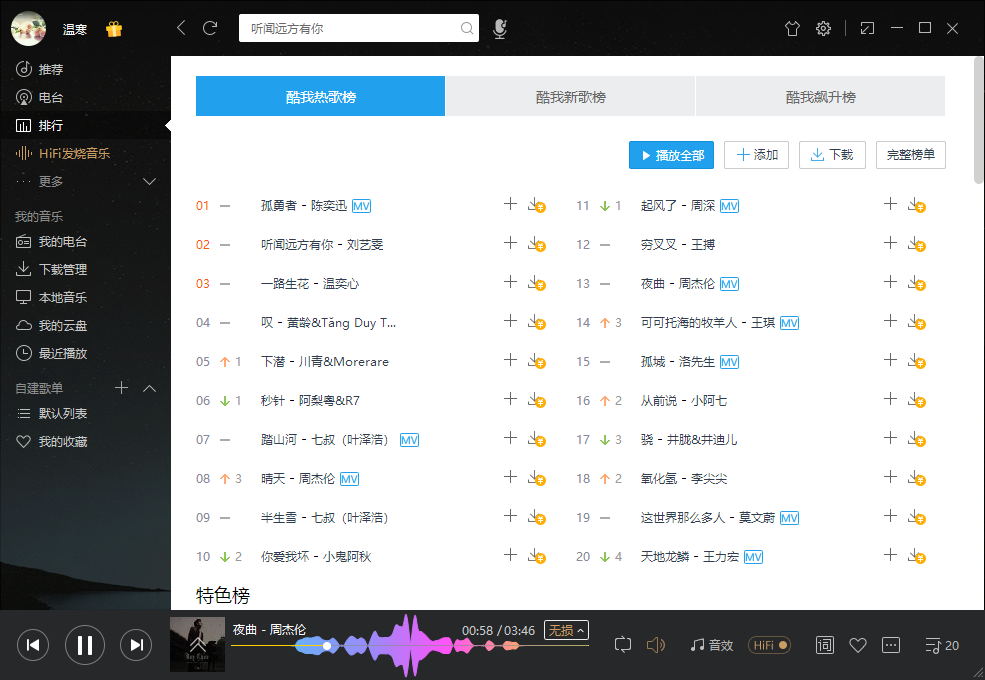 温寒
听闻远方有你
推荐
电台
排行
HiFi发烧音乐
更多
我的音乐
我的电台
下载管理
本地音乐
我的云盘
最近播放
自建歌单
默认列表
我的收藏
酷我热歌榜 酷我新歌榜 酷我飙升榜
播放全部 添加 下载 完整榜单
01 孤勇者 - 陈奕迅 MV
02 听闻远方有你 - 刘艺雯
03 一路生花 - 温奕心
04 叹 - 黄龄&Tăng Duy T...
05 1 下潜 - 川青&Morerare
06 1 秒针 - 阿梨粤&R7
07 踏山河 - 七叔（叶泽浩） MV
08 3 晴天 - 周杰伦 MV
09 半生雪 - 七叔（叶泽浩）
10 2 你爱我坏 - 小鬼阿秋
11 1 起风了 - 周深 MV
12 穷叉叉 - 王搏
13 夜曲 - 周杰伦 MV
14 3 可可托海的牧羊人 - 王琪 MV
15 孤城 - 洛先生 MV
16 2 从前说 - 小阿七
17 3 骁 - 井胧&井迪儿
18 2 氧化氢 - 李尖尖
19 这世界那么多人 - 莫文蔚 MV
20 4 天地龙鳞 - 王力宏 MV
特色榜
夜曲 - 周杰伦 00:58 / 03:46 无损
音效 HiFi 词 20